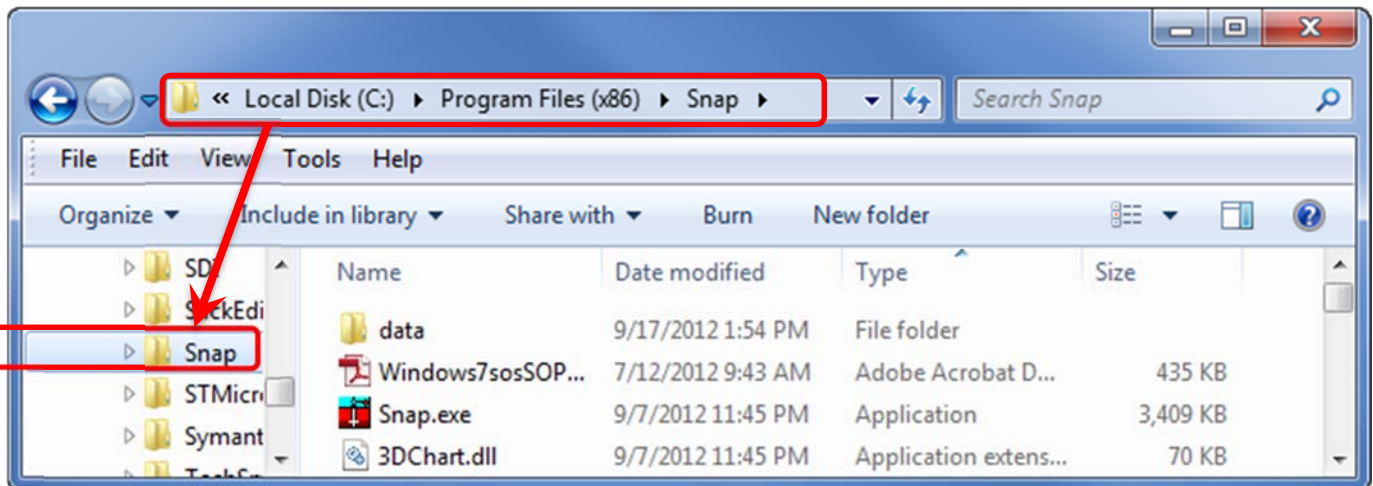 « Local Disk (C:) Program Files (x86) Snap Search Snap
File Edit View Tools Help
Organize Include in library Share with Burn New folder
Name Date modified Type Size
data 9/17/2012 1:54 PM File folder
Snap Windows7sosSOP... 7/12/2012 9:43 AM Adobe Acrobat D... 435 KB
STMicr Snap.exe 9/7/2012 11:45 PM Application 3,409 KB
Symant 3DChart.dll 9/7/2012 11:45 PM Application extens... 70 KB